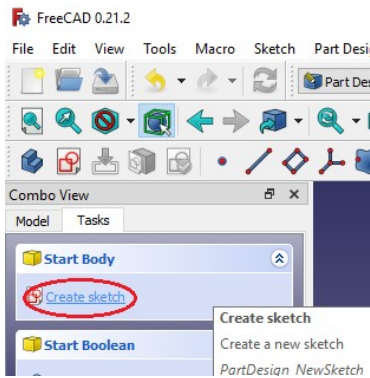 FreeCAD 0.21.2
File Edit View Tools Macro Sketch Part Desi
Part Des
Combo View
Model Tasks
Start Body
Create sketch
Create sketch
Start Boolean
Create a new sketch
PartDesign_NewSketch